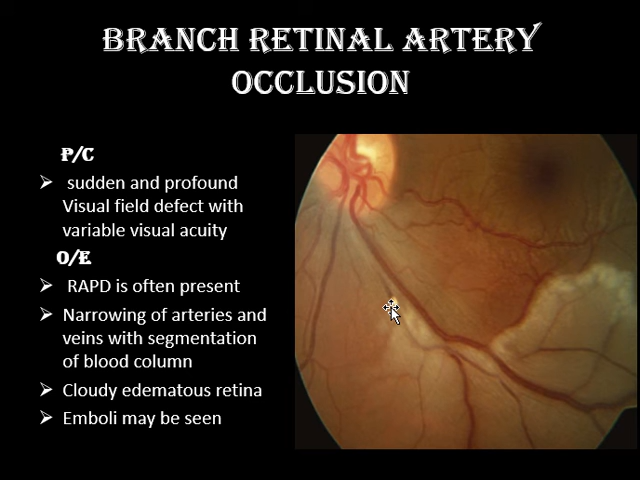 BRANCH RETINAL ARTERY
OCCLUSION
P/C
➤ sudden and profound
Visual field defect with
variable visual acuity
O/E
➤ RAPD is often present
➤ Narrowing of arteries and
veins with segmentation
of blood column
➤ Cloudy edematous retina
➤ Emboli may be seen